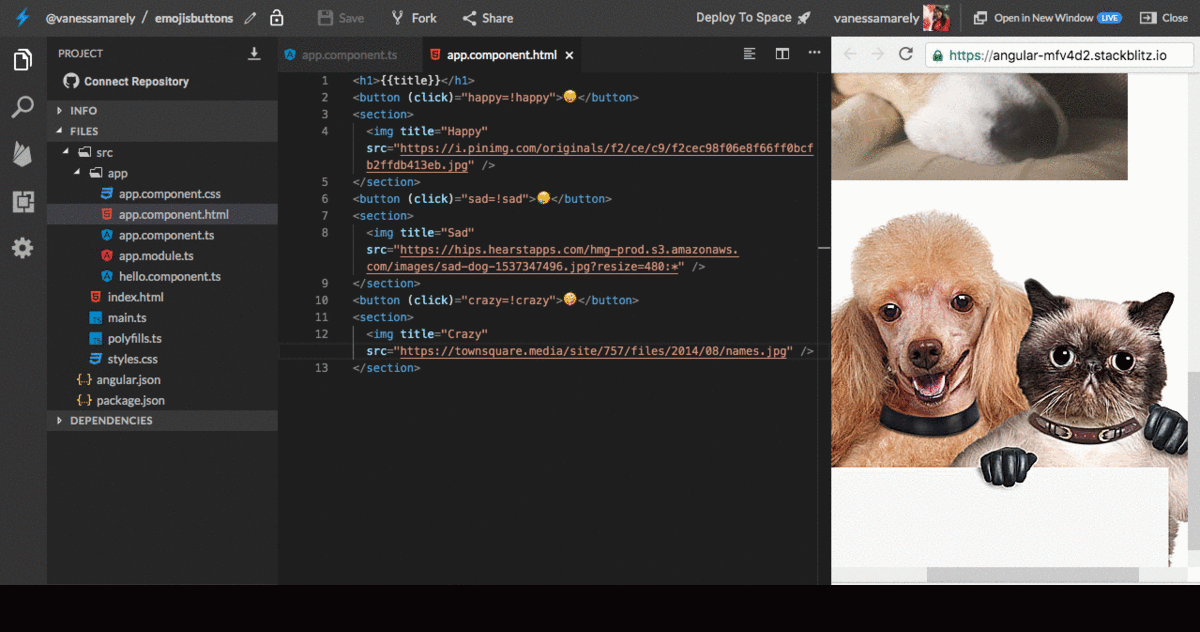 @vanessamarely / emojisbuttons
Save
Fork
Share
Deploy To Space
vanessamarely
Open in New Window LIVE
Close
PROJECT
Connect Repository
INFO
FILES
src
app
app.component.css
app.component.html
app.component.ts
app.module.ts
hello.component.ts
index.html
main.ts
polyfills.ts
styles.css
{..} angular.json
{..} package.json
DEPENDENCIES
app.component.ts
app.component.html
1 <h1>{{title}}</h1>
2 <button (click)="happy=!happy">😊</button>
3 <section>
4 <img title="Happy"
src="https://i.pinimg.com/originals/f2/ce/c9/f2cec98f06e8f66ff0bcf
b2ffdb413eb.jpg" />
5 </section>
6 <button (click)="sad=!sad">😢</button>
7 <section>
8 <img title="Sad"
src="https://hips.hearstapps.com/hmg-prod.s3.amazonaws.
com/images/sad-dog-1537347496.jpg?resize=480:*" />
9 </section>
10 <button (click)="crazy=!crazy">🤪</button>
11 <section>
12 <img title="Crazy"
src="https://townsquare.media/site/757/files/2014/08/names.jpg" />
13 </section>
https://angular-mfv4d2.stackblitz.io